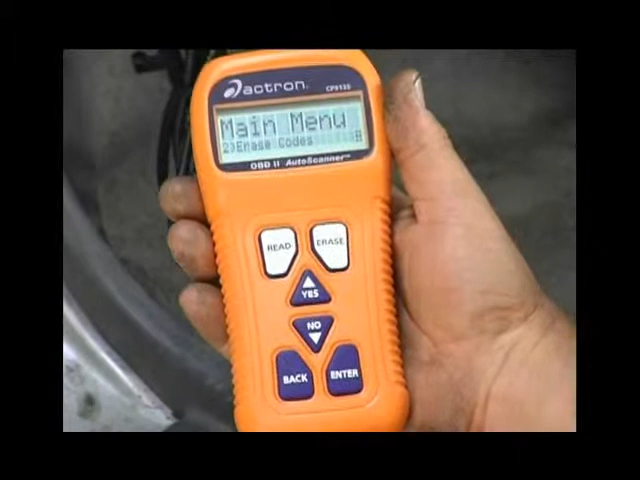 actron CP9135
Main Menu
2)Erase Codes
OBD II AutoScanner
READ ERASE
YES
NO
BACK ENTER